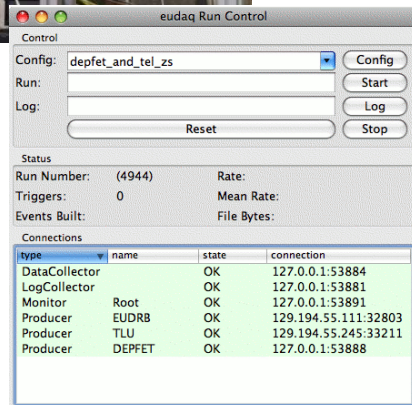 eudaq Run Control
Control
Config: depfet_and_tel_zs Config
Run: Start
Log: Log
Reset Stop
Status
Run Number: (4944) Rate:
Triggers: 0 Mean Rate:
Events Built: File Bytes:
Connections
type name state connection
DataCollector OK 127.0.0.1:53884
LogCollector OK 127.0.0.1:53881
Monitor Root OK 127.0.0.1:53891
Producer EUDRB OK 129.194.55.111:32803
Producer TLU OK 129.194.55.245:33211
Producer DEPFET OK 127.0.0.1:53888